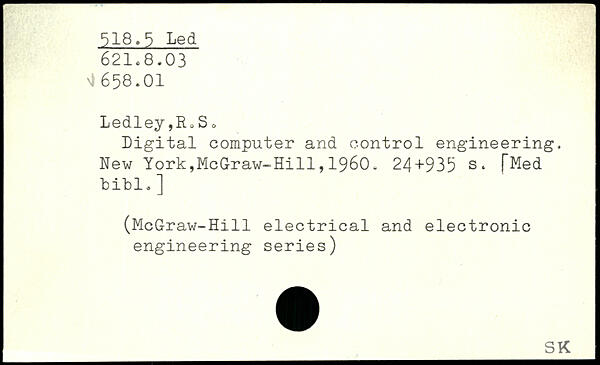 518.5 Led
621.8.03
√658.01
Ledley,R.S.
Digital computer and control engineering.
New York,McGraw-Hill,1960. 24+935 s. [Med
bibl.]
(McGraw-Hill electrical and electronic
engineering series)
SK